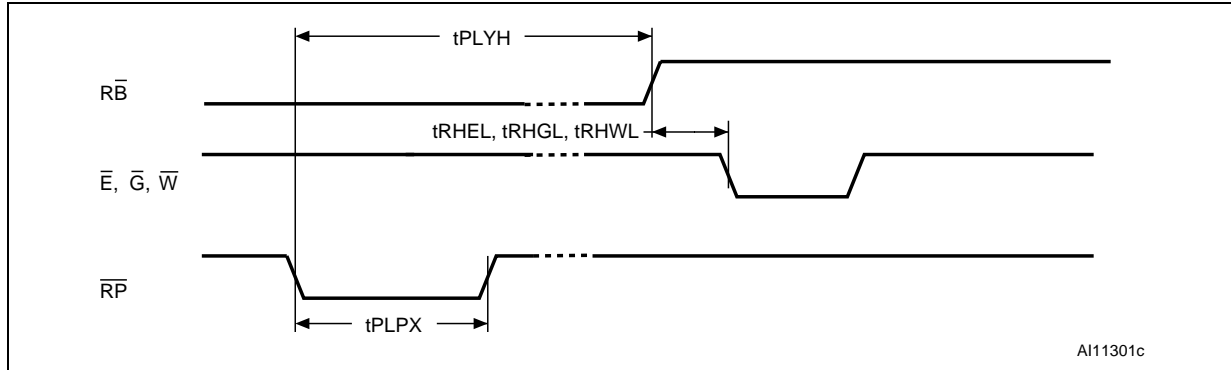 tPLYH
RB̅
tRHEL, tRHGL, tRHWL
E̅, G̅, W̅
R̅P̅
tPLPX
AI11301c